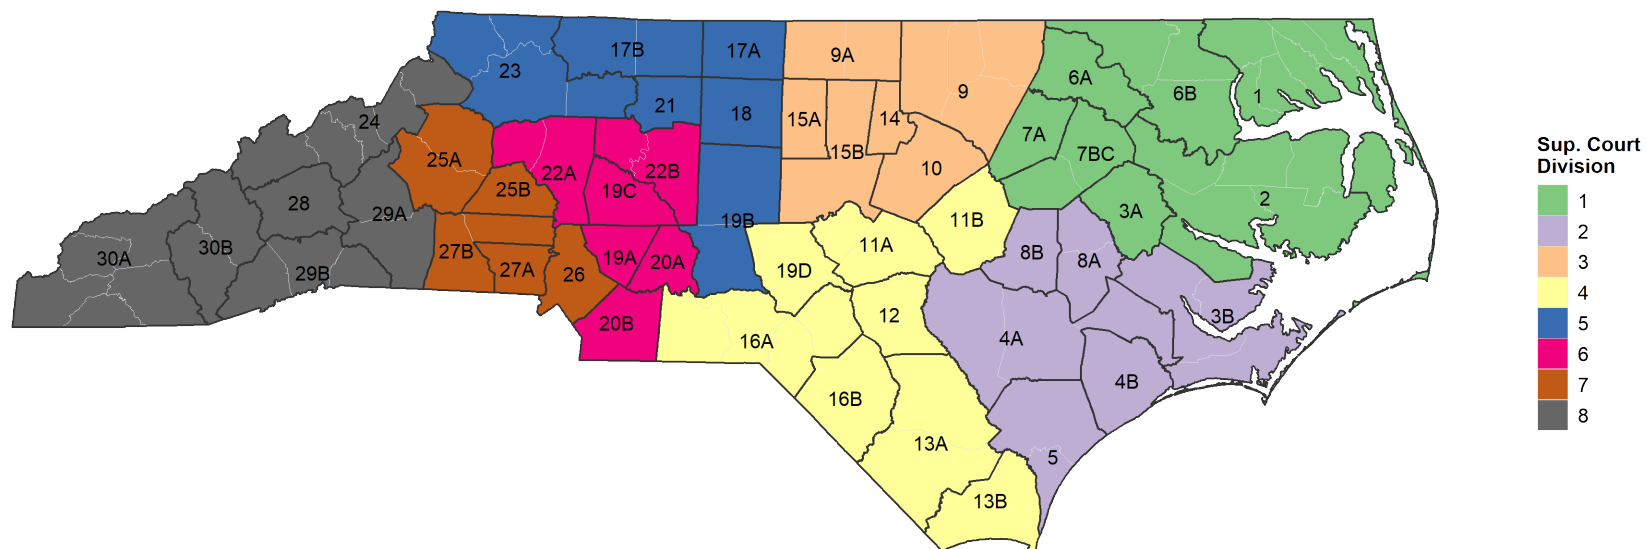 17B
17A
9A
23
6A
9
6B
1
21
18
15A
14
24
7A
15B
7BC
25A
10
22A
22B
25B
19C
28
2
29A
3A
11B
19B
11A
30B
8B
27B
30A
19A
20A
8A
19D
27A
26
29B
12
3B
20B
4A
16A
4B
16B
13A
5
13B
Sup. Court
Division
1
2
3
4
5
6
7
8